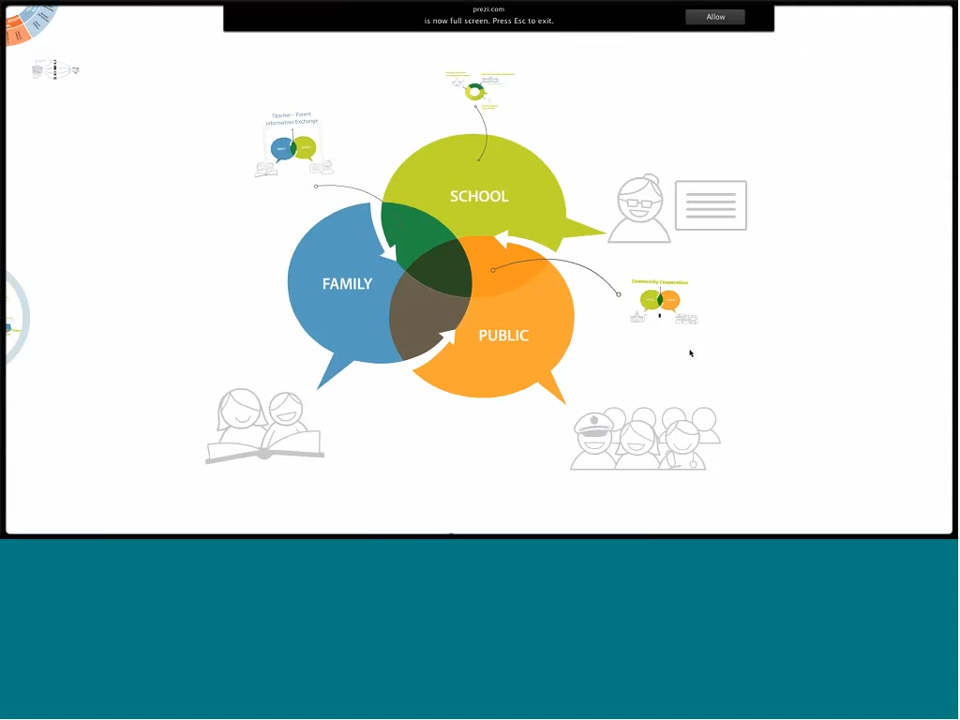 prezi.com
is now full screen. Press Esc to exit.
Allow
Teacher - Parent
Information Exchange
SCHOOL
FAMILY
Community Cooperation
PUBLIC